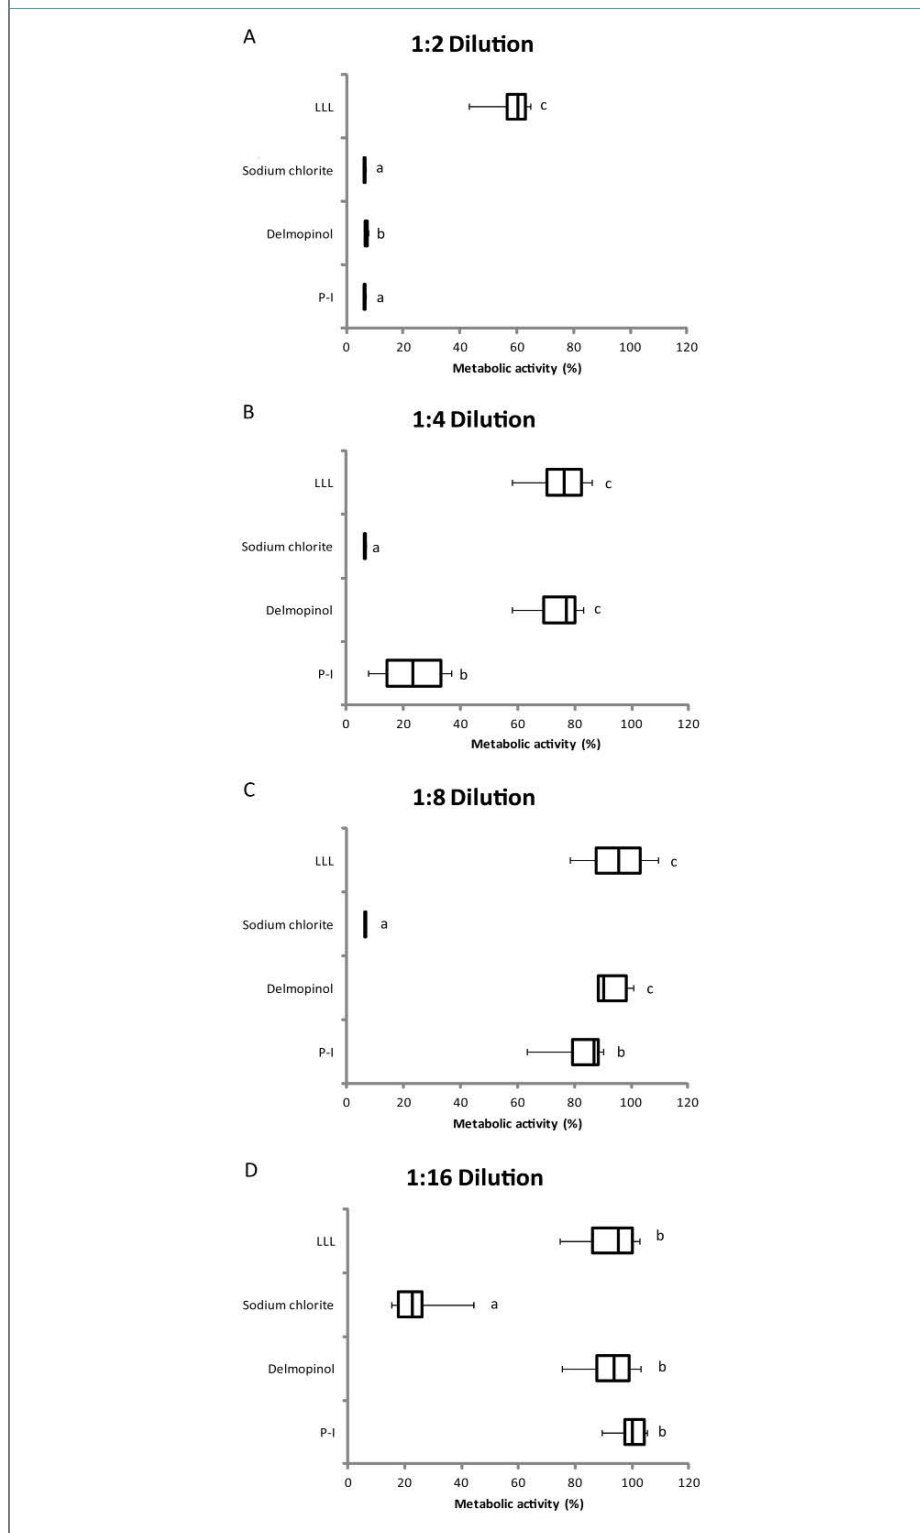 A
1:2 Dilution
LLL
c
Sodium chlorite
a
Delmopinol
b
P-I
a
0 20 40 60 80 100 120
Metabolic activity (%)
B
1:4 Dilution
LLL
c
Sodium chlorite
a
Delmopinol
c
P-I
b
0 20 40 60 80 100 120
Metabolic activity (%)
C
1:8 Dilution
LLL
c
Sodium chlorite
a
Delmopinol
c
P-I
b
0 20 40 60 80 100 120
Metabolic activity (%)
D
1:16 Dilution
LLL
b
Sodium chlorite
a
Delmopinol
b
P-I
b
0 20 40 60 80 100 120
Metabolic activity (%)